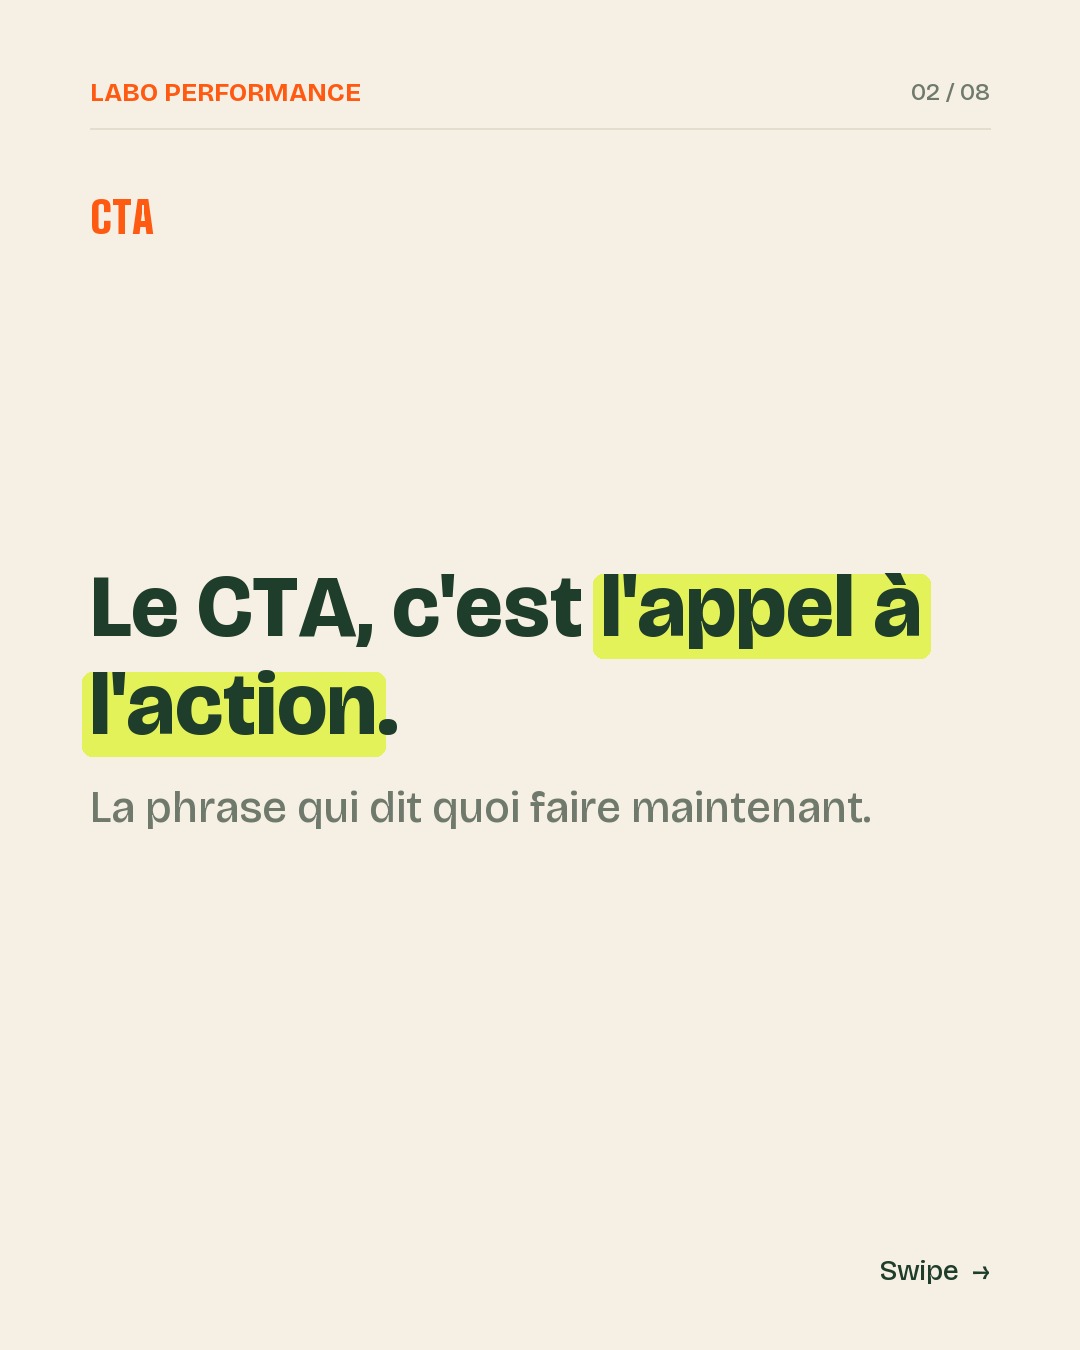 LABO PERFORMANCE
02 / 08
CTA
Le CTA, c'est l'appel à
l'action.
La phrase qui dit quoi faire maintenant.
Swipe →